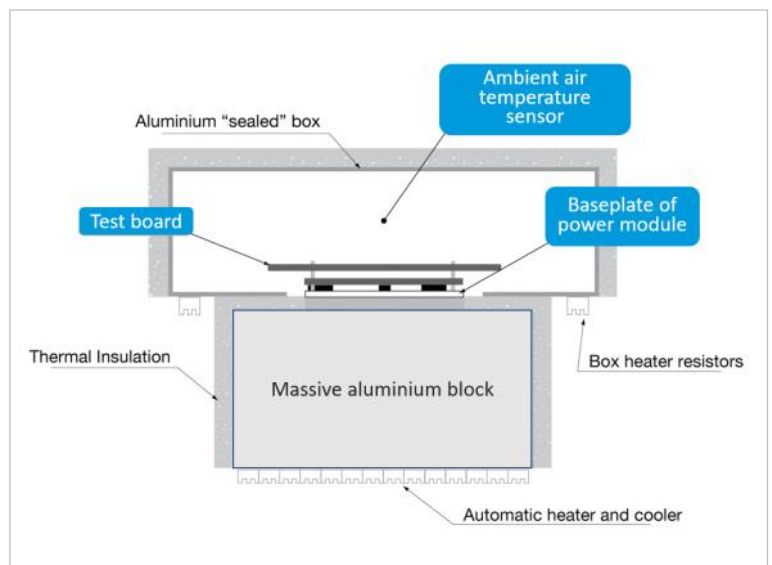 Ambient air
temperature
sensor
Aluminium “sealed” box
Test board
Baseplate of
power module
Thermal Insulation
Box heater resistors
Massive aluminium block
Automatic heater and cooler